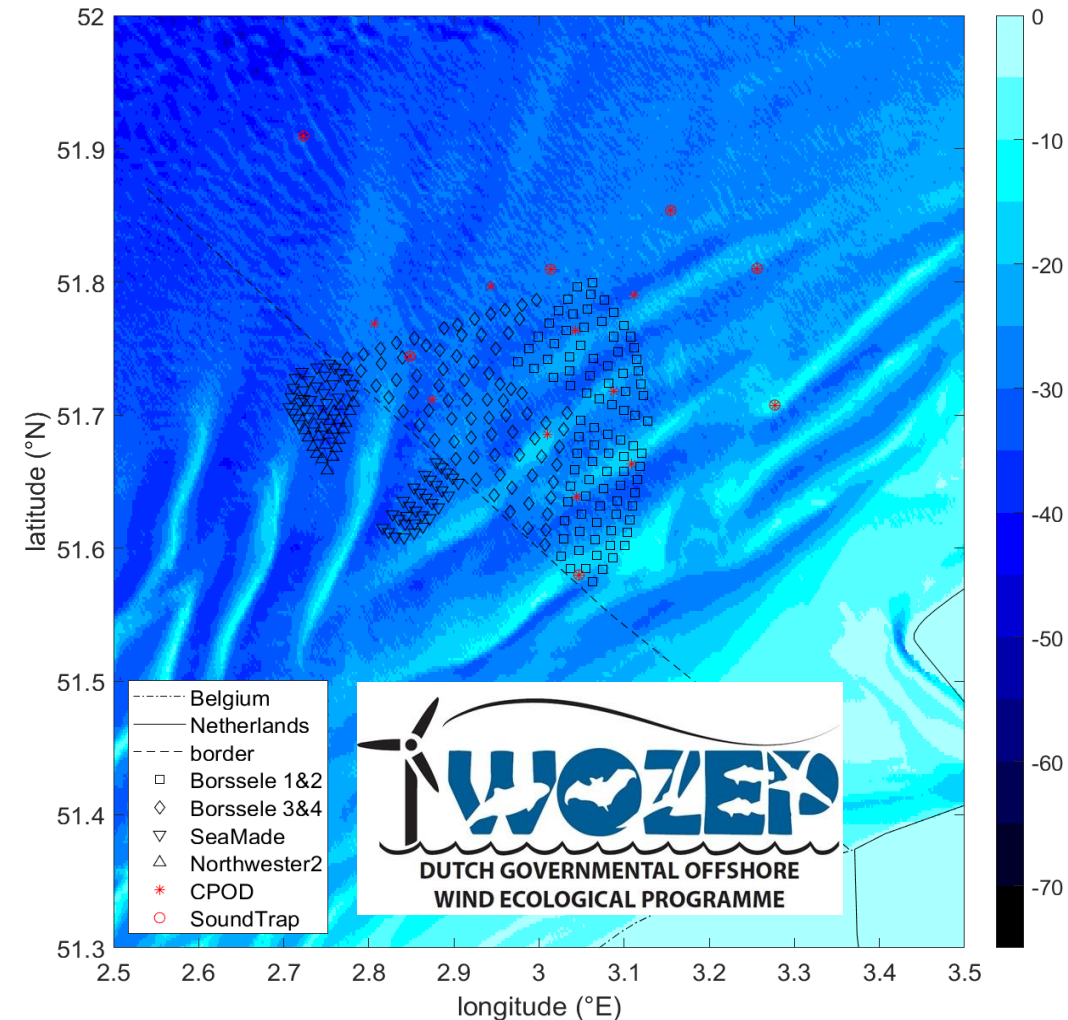 52
51.9
51.8
51.7
51.6
51.5
51.4
51.3
latitude (°N)
2.5 2.6 2.7 2.8 2.9 3 3.1 3.2 3.3 3.4 3.5
longitude (°E)
0
-10
-20
-30
-40
-50
-60
-70
Belgium
Netherlands
border
Borssele 1&2
Borssele 3&4
SeaMade
Northwester2
CPOD
SoundTrap
WOZEP
DUTCH GOVERNMENTAL OFFSHORE
WIND ECOLOGICAL PROGRAMME